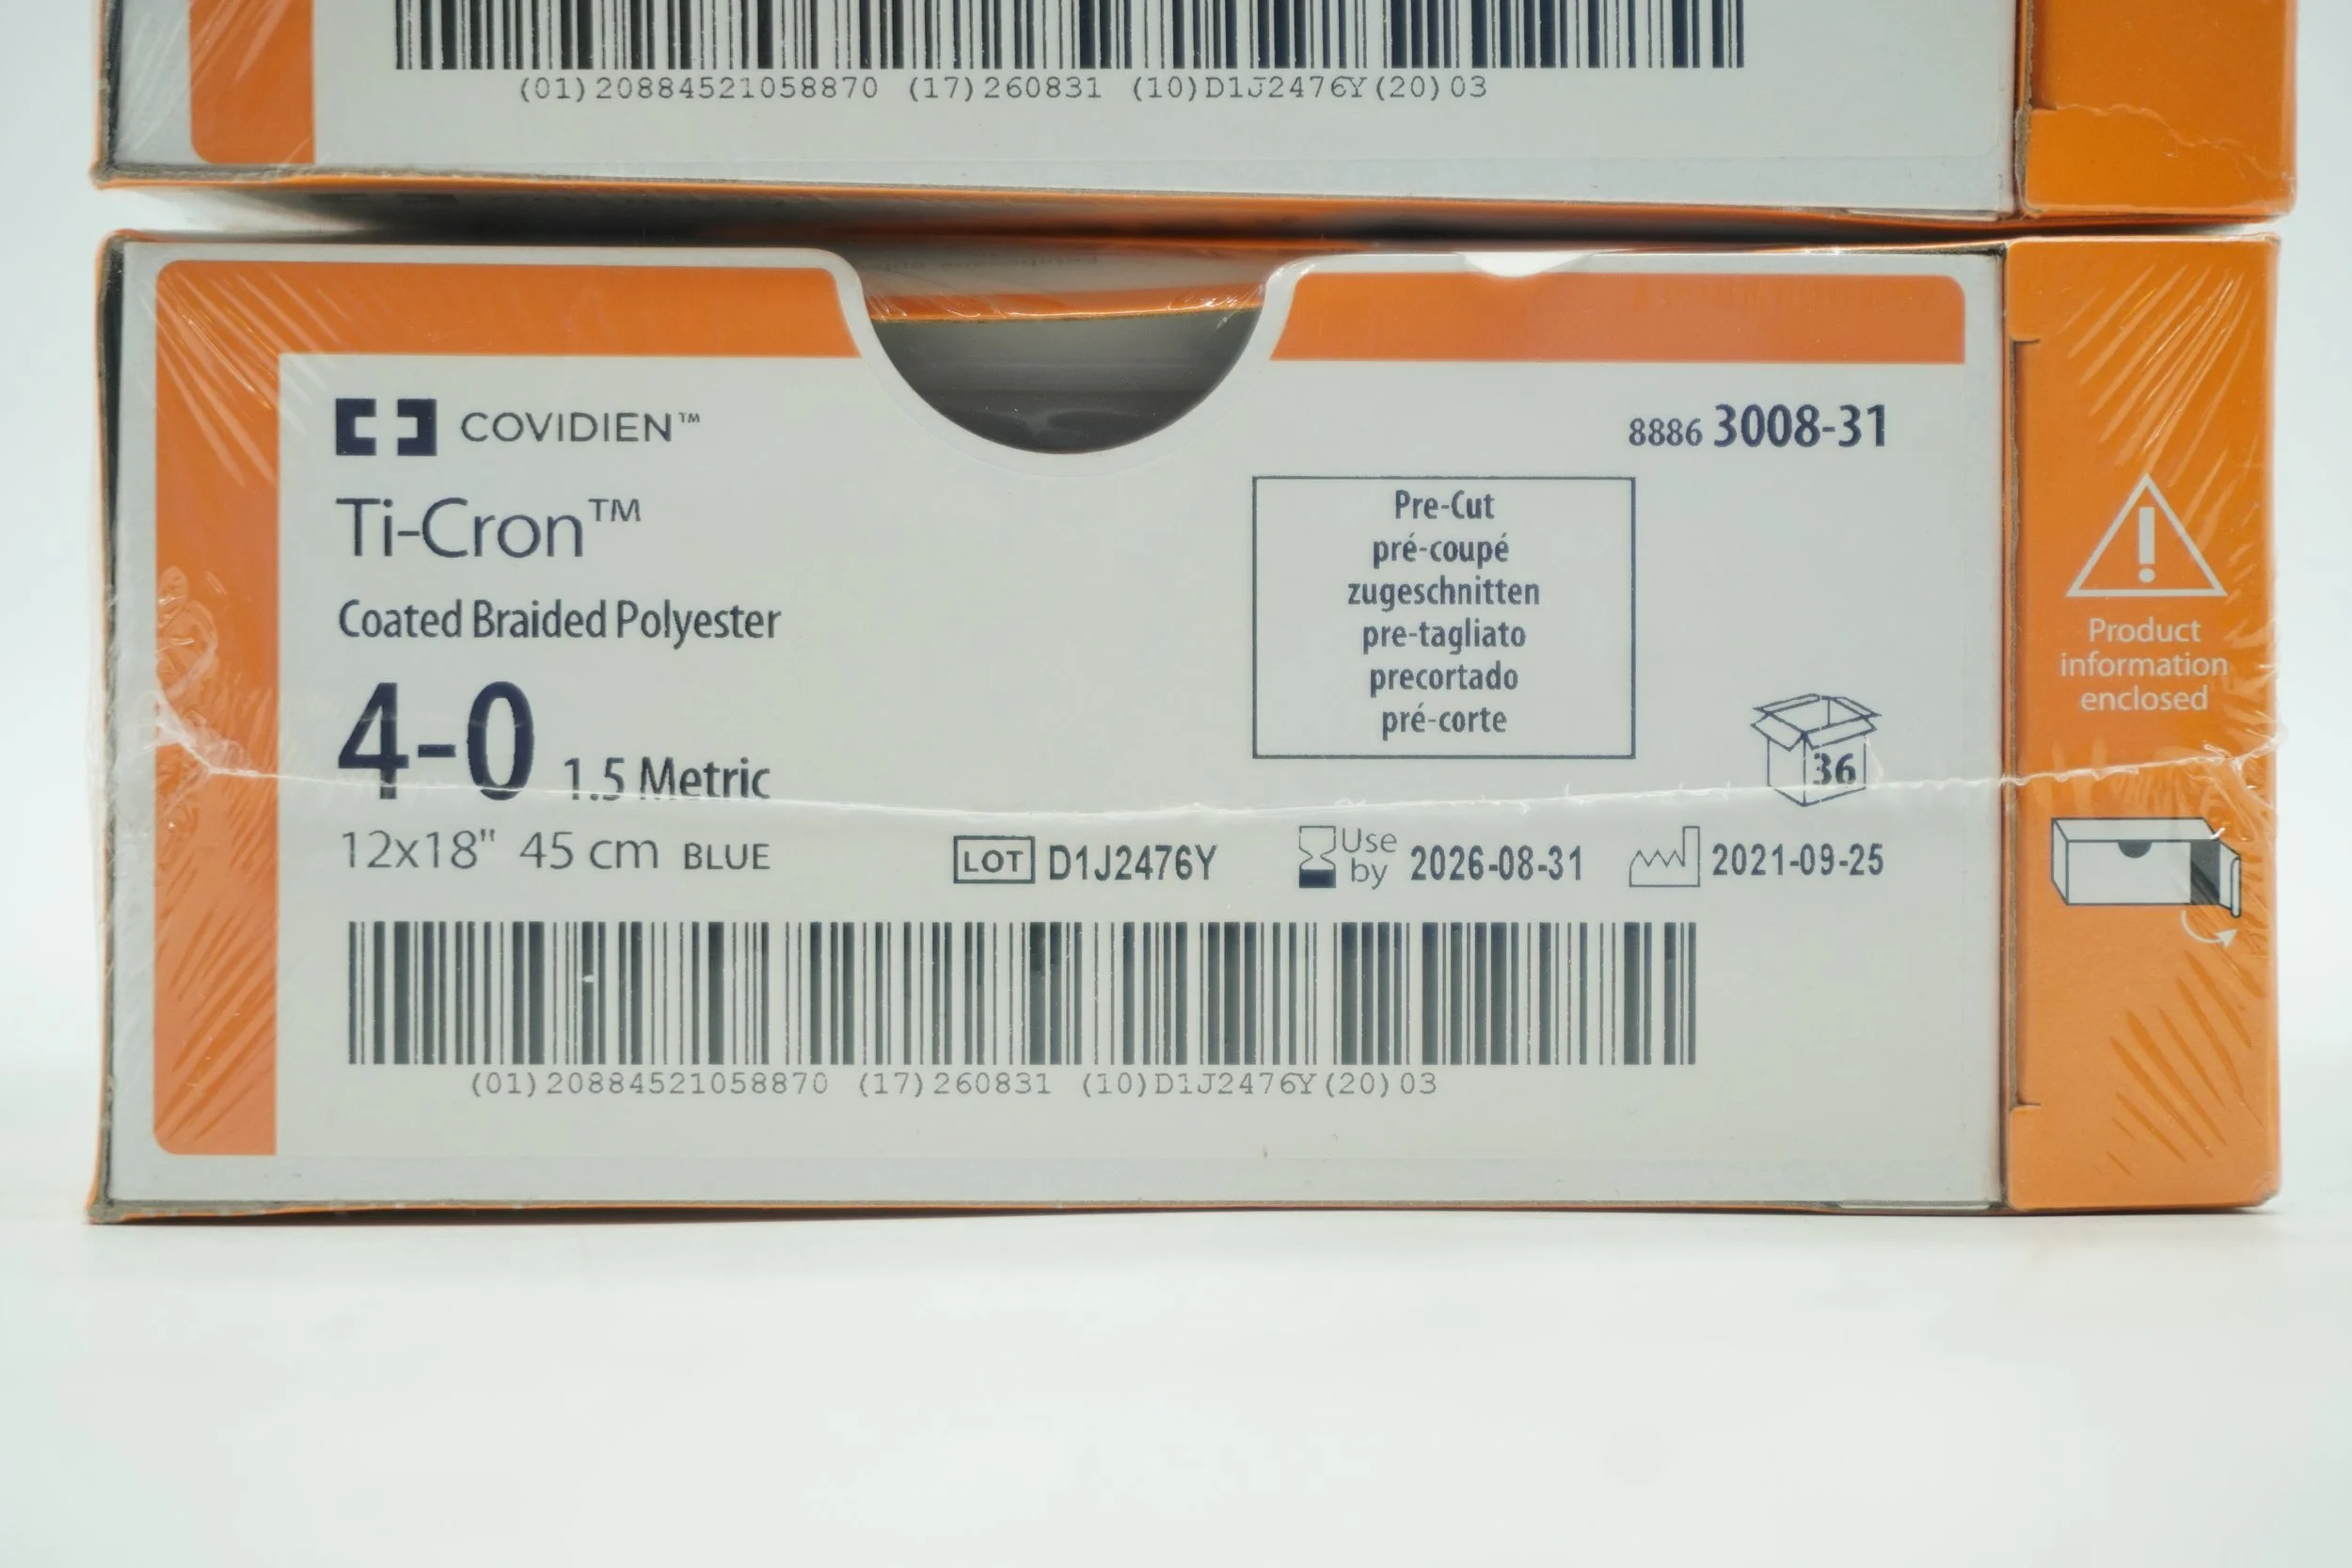 (01)20884521058870 (17)260831 (10)D1J2476Y(20)03
COVIDIEN™
8886 3008-31
Ti-Cron™
Coated Braided Polyester
4-0 1.5 Metric
12x18" 45 cm BLUE
Pre-Cut
pré-coupé
zugeschnitten
pre-tagliato
precortado
pré-corte
36
LOT D1J2476Y
Use by 2026-08-31
2021-09-25
(01)20884521058870 (17)260831 (10)D1J2476Y(20)03
!
Product
information
enclosed